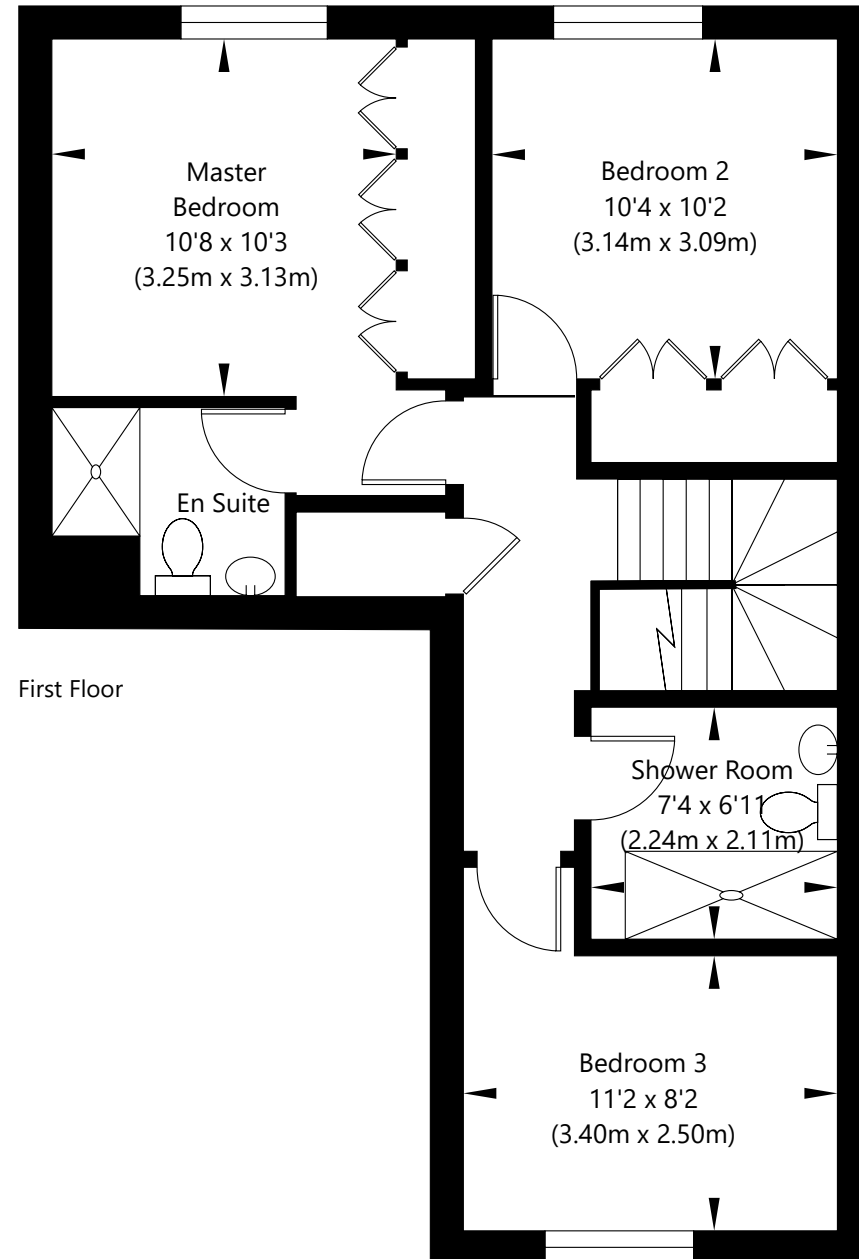 Master
Bedroom
10'8 x 10'3
(3.25m x 3.13m)
Bedroom 2
10'4 x 10'2
(3.14m x 3.09m)
En Suite
First Floor
Shower Room
7'4 x 6'11
(2.24m x 2.11m)
Bedroom 3
11'2 x 8'2
(3.40m x 2.50m)